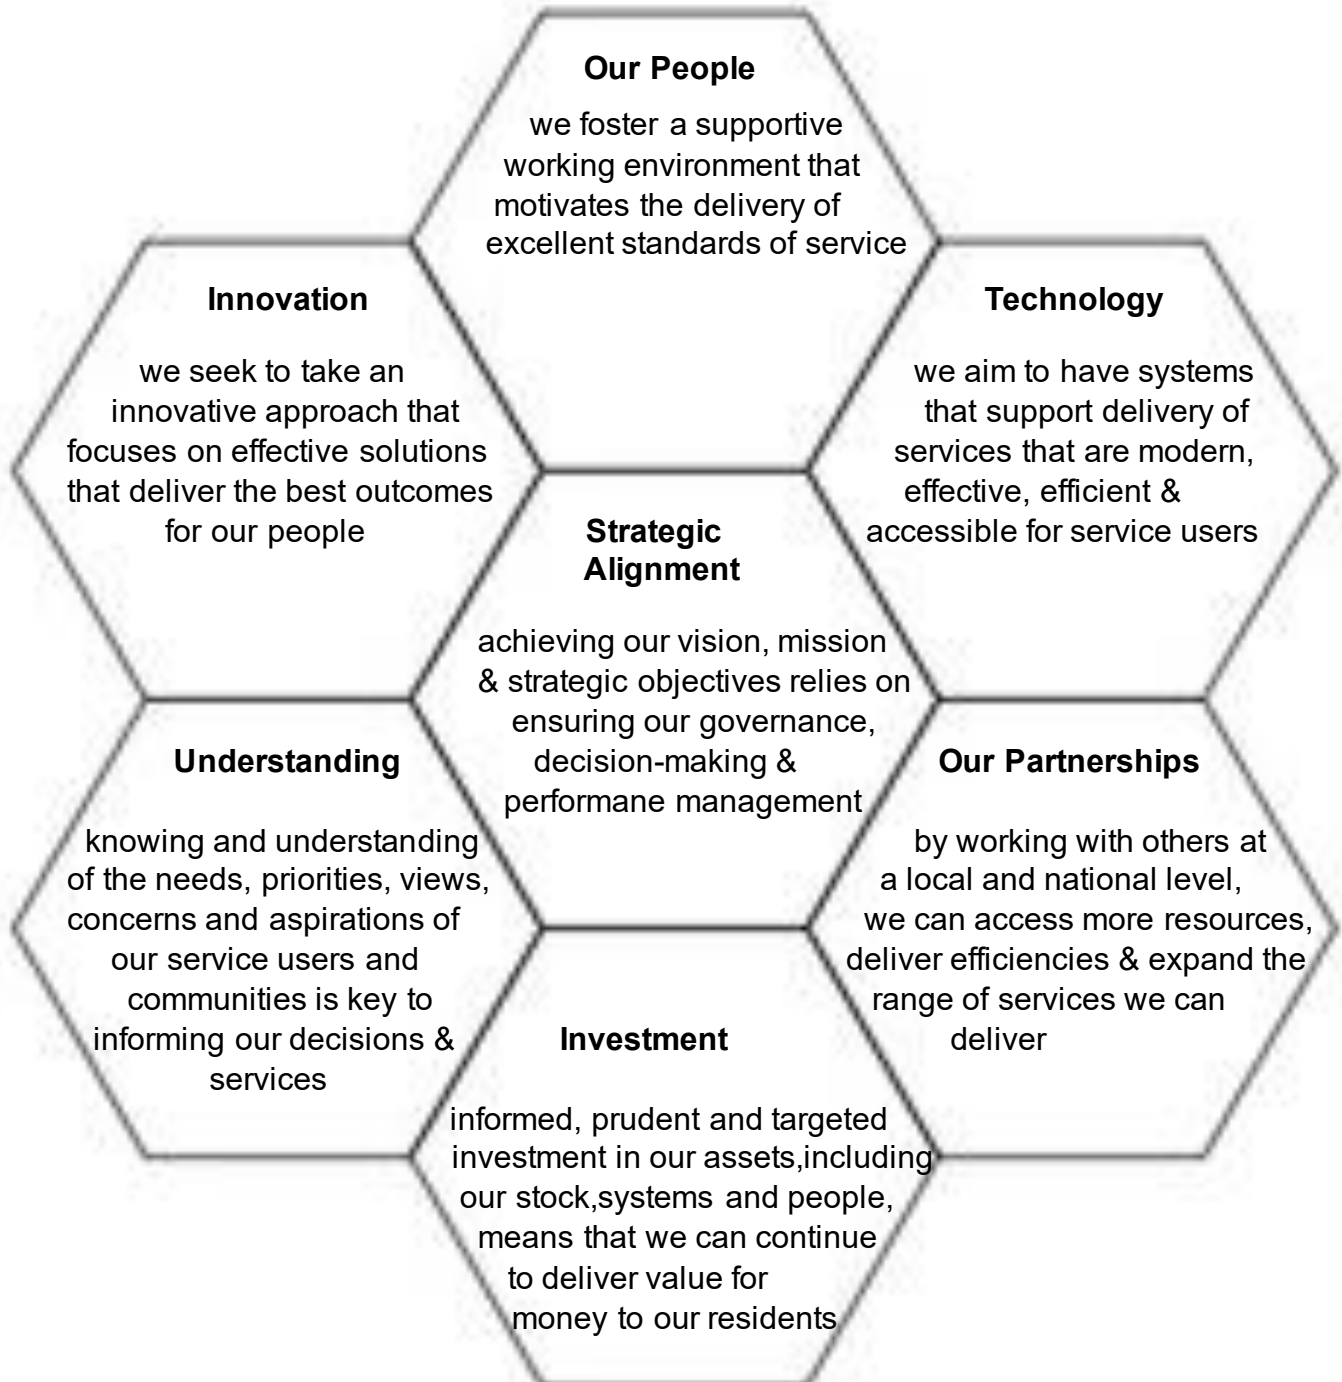 Our People
we foster a supportive
working environment that
motivates the delivery of
excellent standards of service
Innovation
we seek to take an
innovative approach that
focuses on effective solutions
that deliver the best outcomes
for our people
Technology
we aim to have systems
that support delivery of
services that are modern,
effective, efficient &
accessible for service users
Strategic
Alignment
achieving our vision, mission
& strategic objectives relies on
ensuring our governance,
decision-making &
performane management
Understanding
knowing and understanding
of the needs, priorities, views,
concerns and aspirations of
our service users and
communities is key to
informing our decisions &
services
Our Partnerships
by working with others at
a local and national level,
we can access more resources,
deliver efficiencies & expand the
range of services we can
deliver
Investment
informed, prudent and targeted
investment in our assets,including
our stock,systems and people,
means that we can continue
to deliver value for
money to our residents